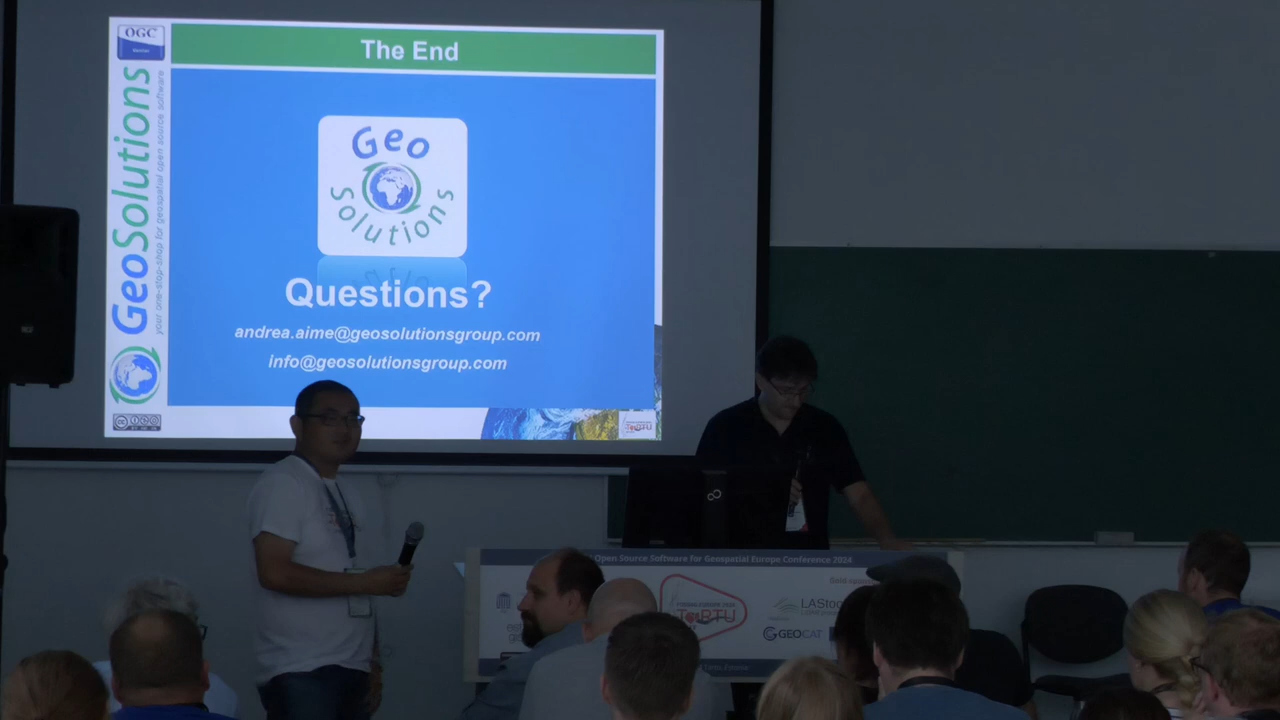 OGC
The End
GeoSolutions
your one-stop-shop for geospatial open source software
Geo
Solutions
Questions?
andrea.aime@geosolutionsgroup.com
info@geosolutionsgroup.com
Open Source Software for Geospatial Europe Conference 2024
TARTU
GEOCAT